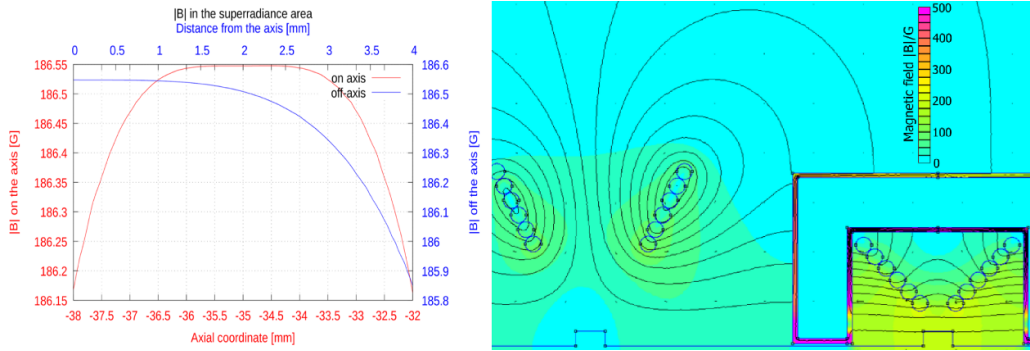 |B| in the superradiance area
Distance from the axis [mm]
0 0.5 1 1.5 2 2.5 3 3.5 4
186.55 186.6
on axis
off-axis
186.5 186.5
186.45 186.4
186.4 186.3
186.35 186.2
186.3 186.1
186.25 186
186.2 185.9
186.15 185.8
|B| on the axis [G]
|B| off the axis [G]
-38 -37.5 -37 -36.5 -36 -35.5 -35 -34.5 -34 -33.5 -33 -32.5 -32
Axial coordinate [mm]
Magnetic field |B|/G
500
400
300
200
100
0